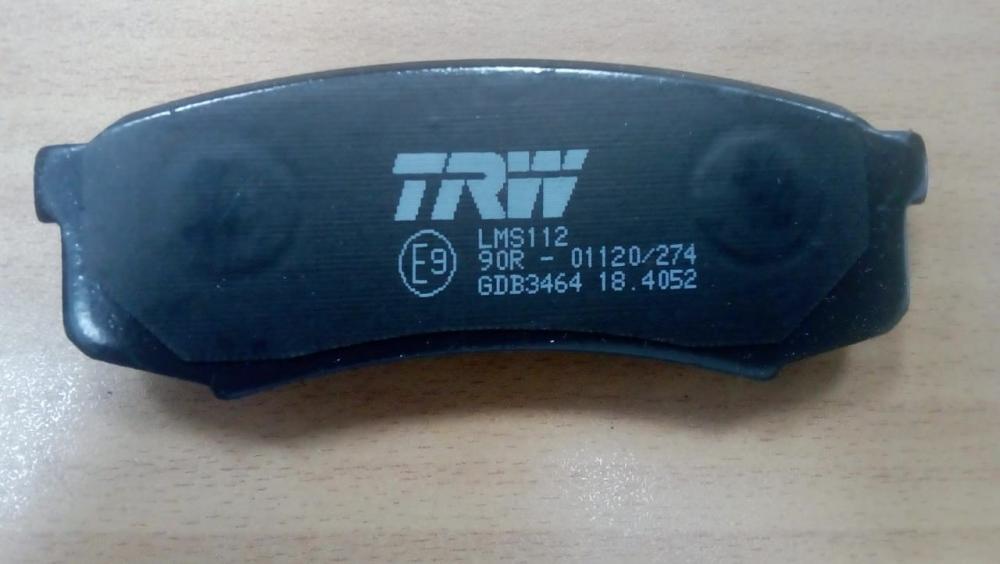 TRW
LMS112
E9
90R - 01120/274
GDB3464 18.4052